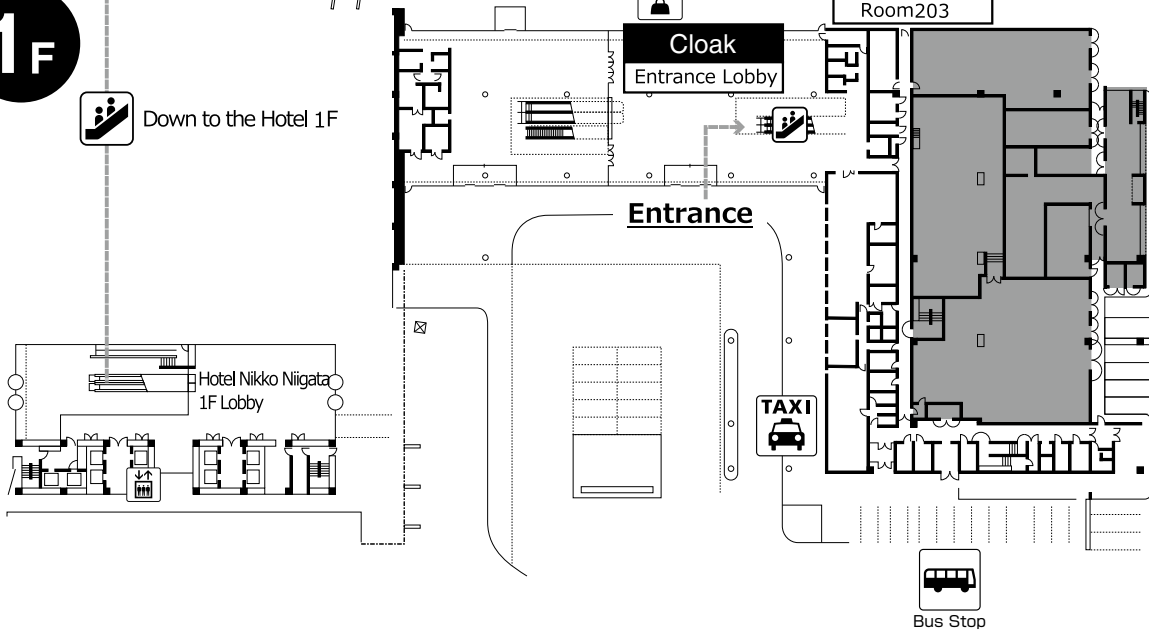 Room203
1F
Cloak
Entrance Lobby
Down to the Hotel 1F
Entrance
Hotel Nikko Niigata
1F Lobby
TAXI
Bus Stop